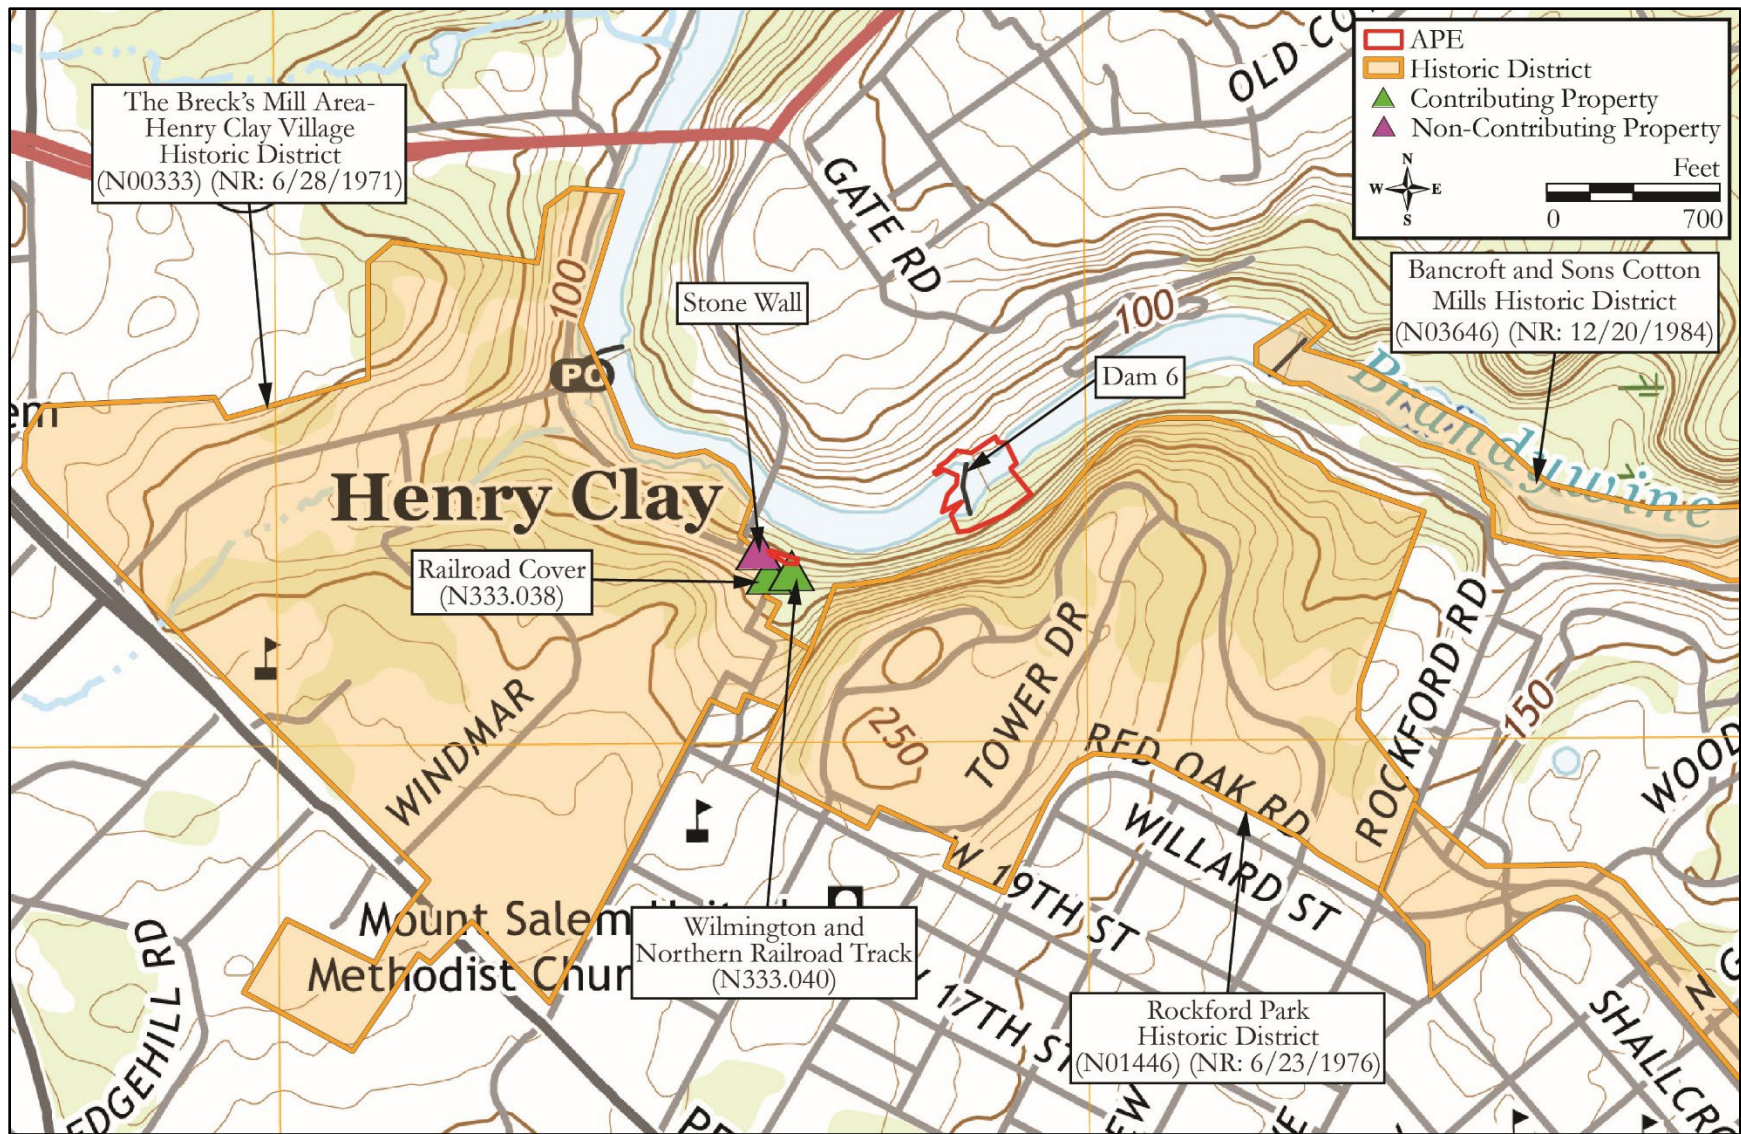 OLD CO
APE
Historic District
Contributing Property
Non-Contributing Property
N
W E
S
Feet
0 700
The Breck's Mill Area-
Henry Clay Village
Historic District
(N00333) (NR: 6/28/1971)
GATE RD
100
Stone Wall
100
Bancroft and Sons Cotton
Mills Historic District
(N03646) (NR: 12/20/1984)
PO
Dam 6
Brandywine
em
Henry Clay
Railroad Cover
(N333.038)
WINDMAR
250
TOWER DR
RED OAK RD
ROCKFORD RD
150
WOOD
WILLARD ST
W 19TH ST
Mount Salem
Methodist Chur
Wilmington and
Northern Railroad Track
(N333.040)
17TH ST
Rockford Park
Historic District
(N01446) (NR: 6/23/1976)
EDGEHILL RD
SHALLCRO
N G
PE
EW
E